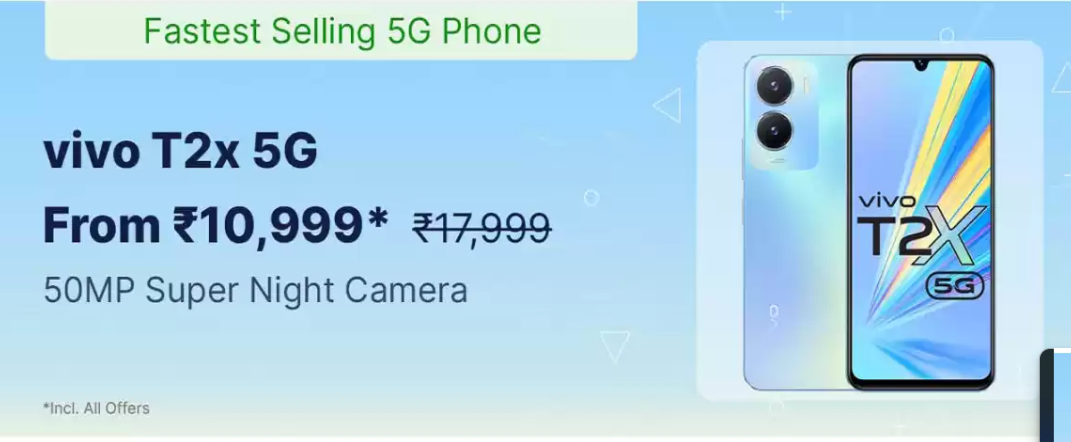 Fastest Selling 5G Phone
vivo T2x 5G
From ₹10,999* ₹17,999
50MP Super Night Camera
*Incl. All Offers
vivo
T2X
5G